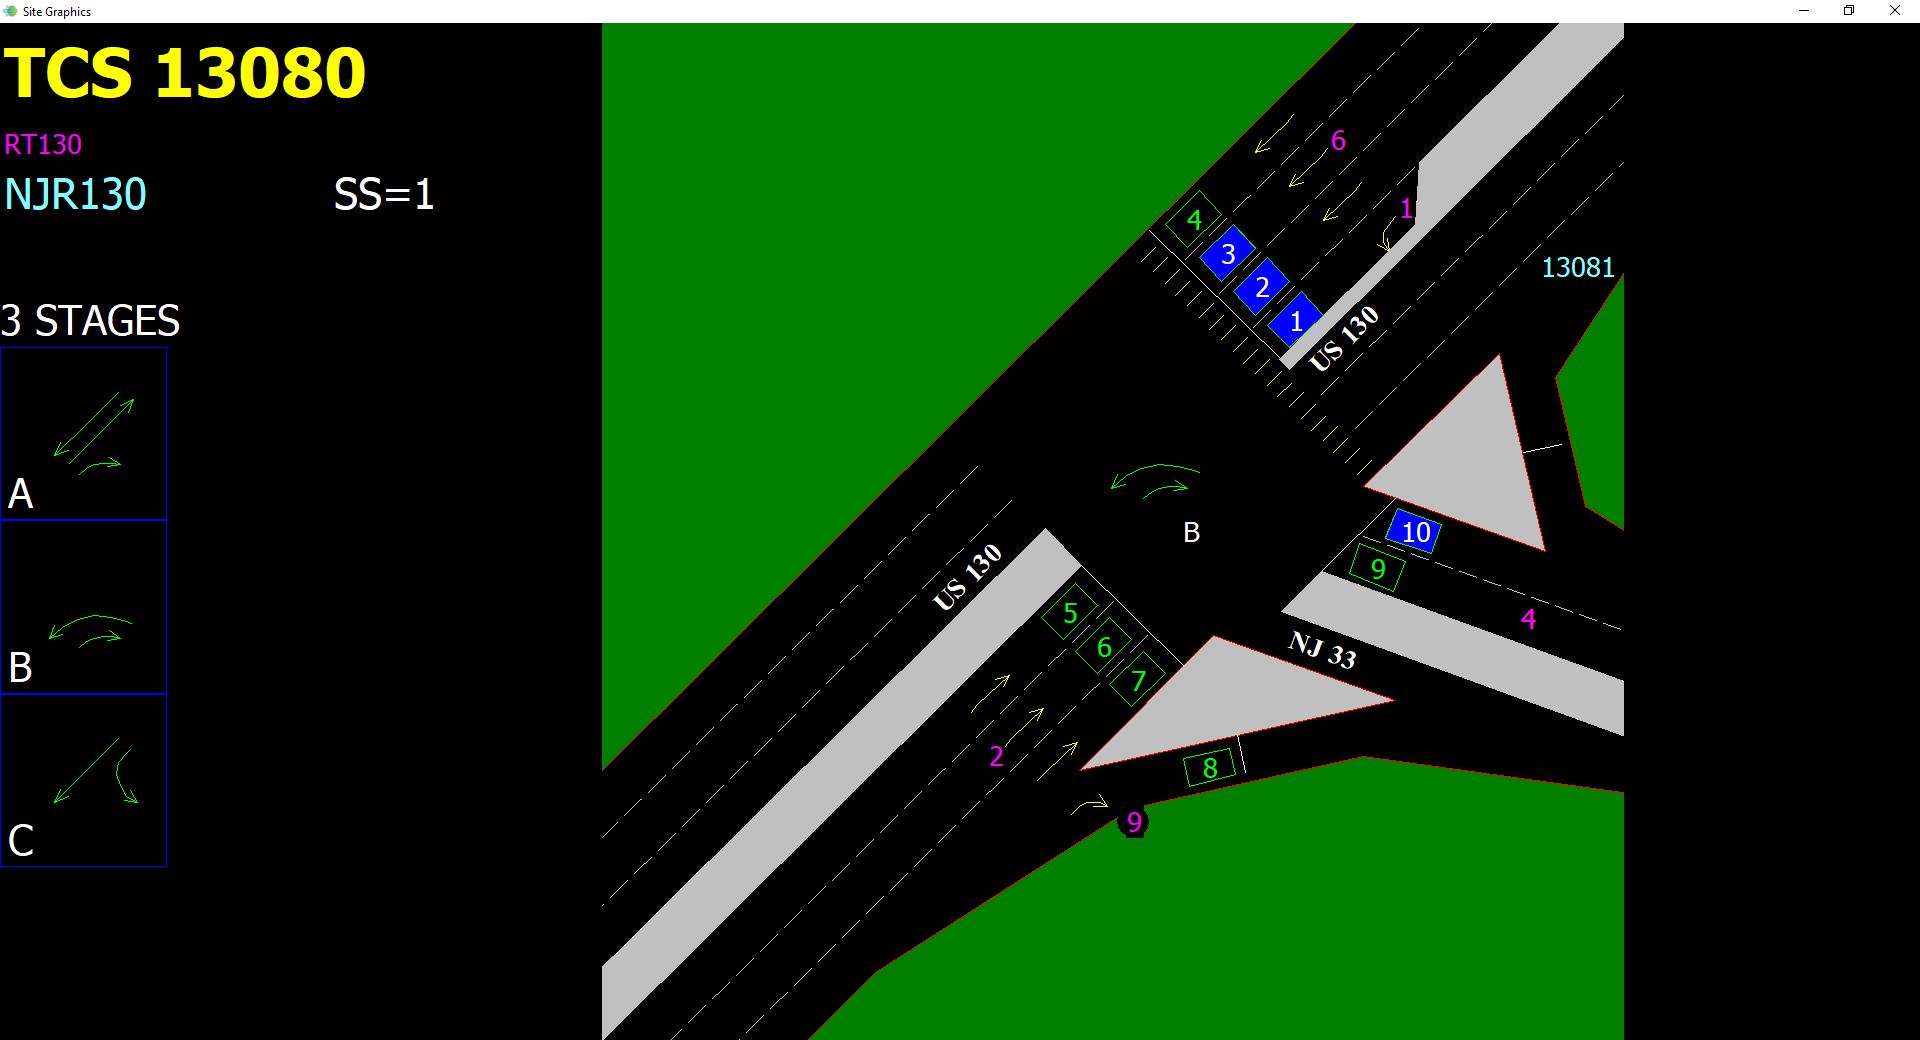 Site Graphics
TCS 13080
RT130
NJR130 SS=1
3 STAGES
A
B
C
6
1
4
3
2
1
13081
US 130
B
10
9
4
US 130
5
6
7
NJ 33
2
8
9